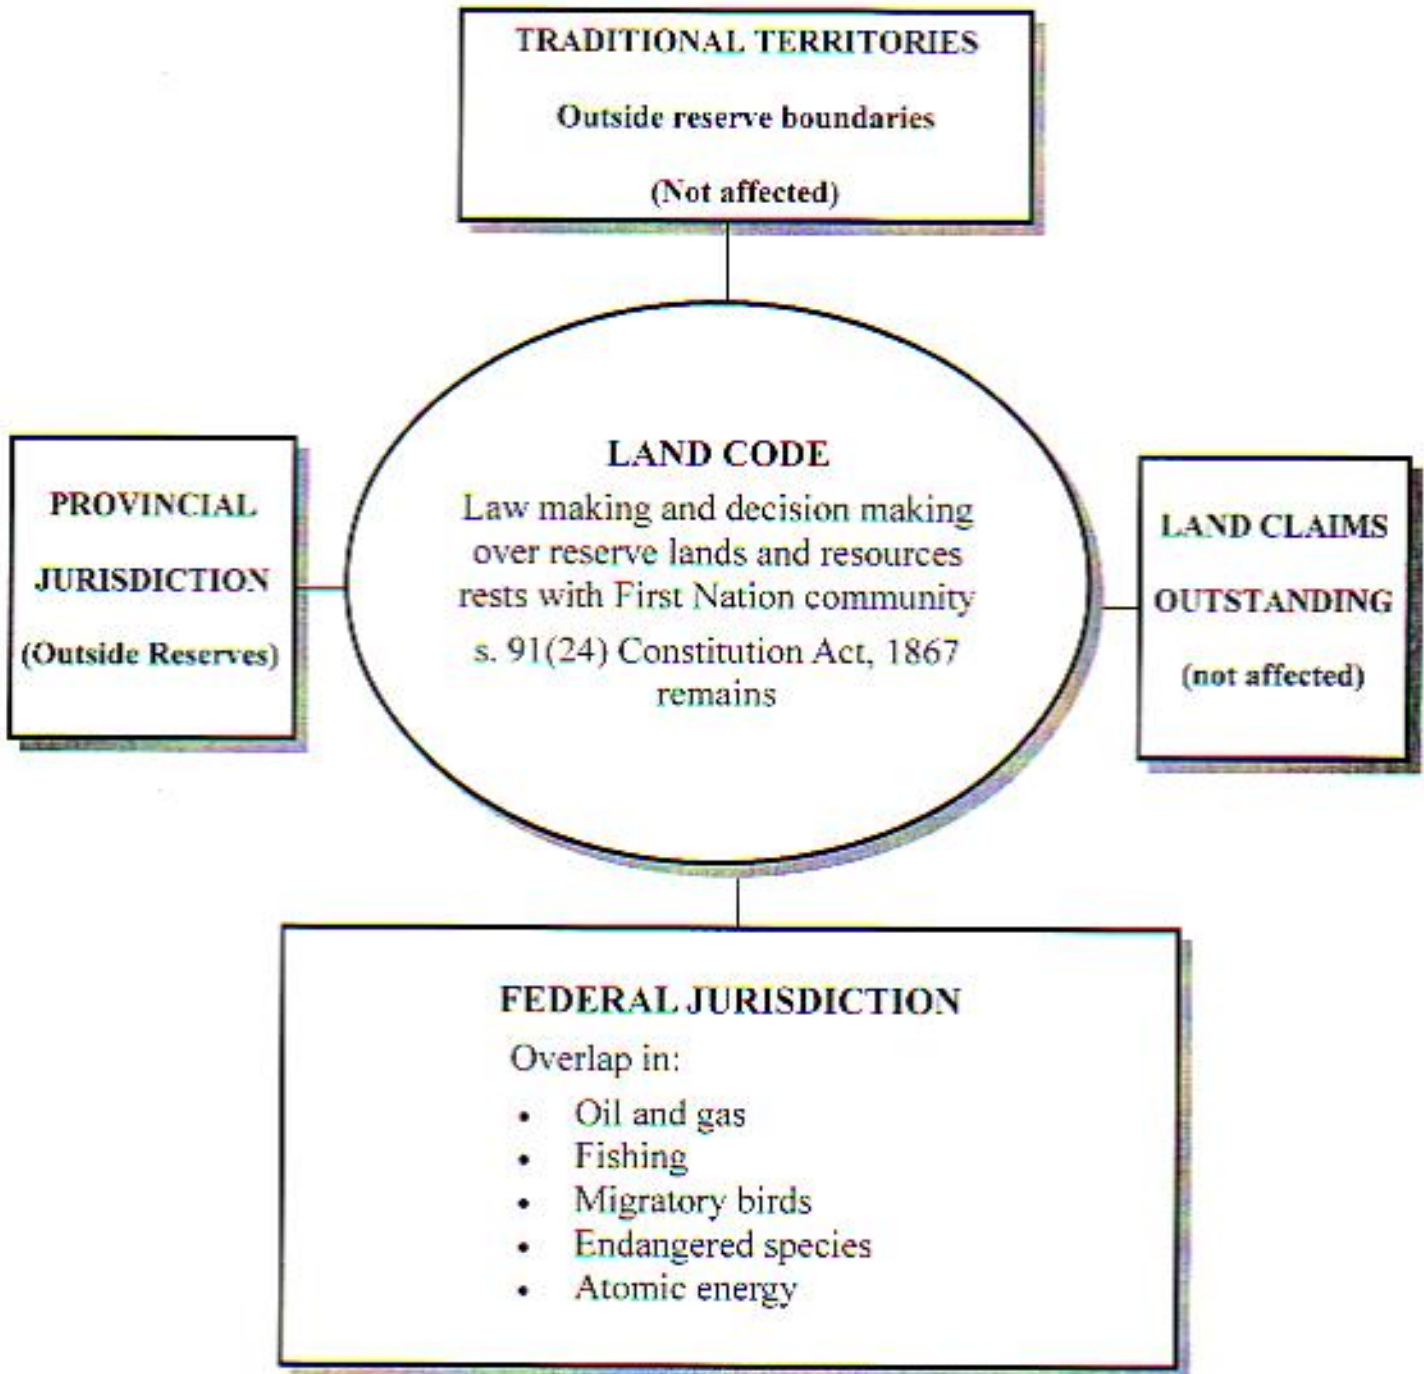 TRADITIONAL TERRITORIES
Outside reserve boundaries
(Not affected)
LAND CODE
Law making and decision making
over reserve lands and resources
rests with First Nation community
s. 91(24) Constitution Act, 1867
remains
PROVINCIAL
JURISDICTION
(Outside Reserves)
LAND CLAIMS
OUTSTANDING
(not affected)
FEDERAL JURISDICTION
Overlap in:
• Oil and gas
• Fishing
• Migratory birds
• Endangered species
• Atomic energy